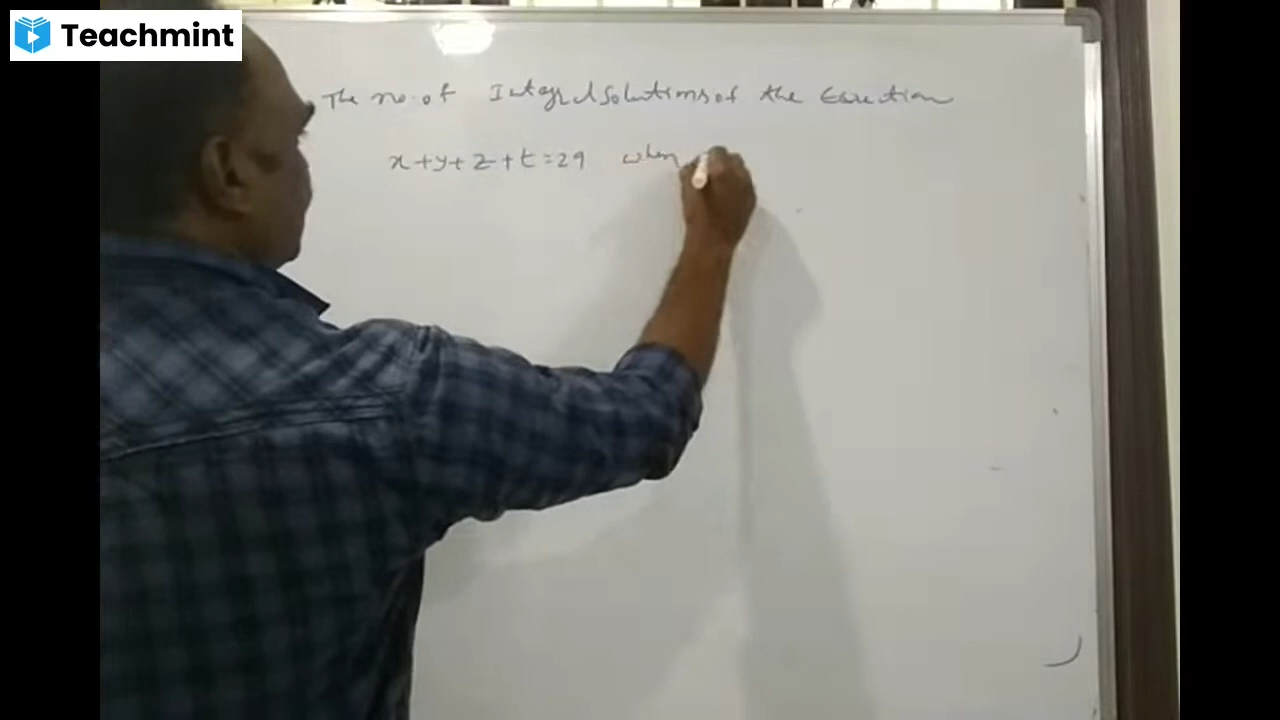 Teachmint
The no. of Integral Solutions of the Equation
x+y+z+t=29 when